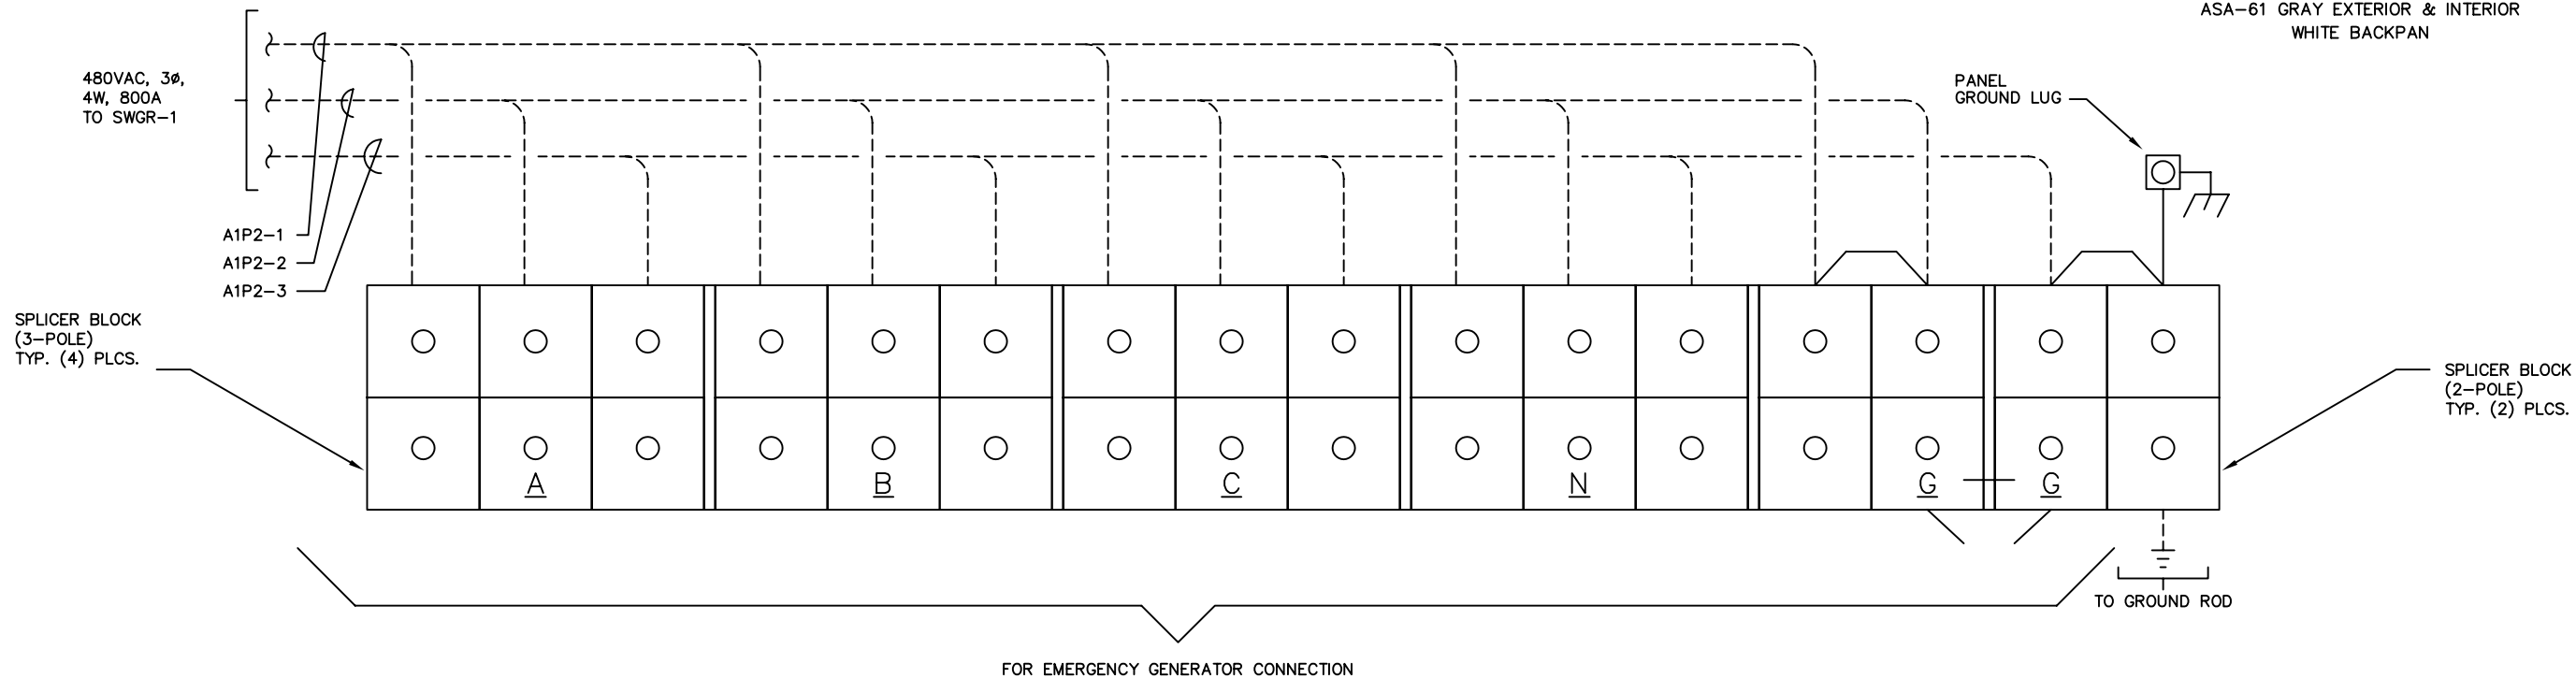 ASA-61 GRAY EXTERIOR & INTERIOR
WHITE BACKPAN
480VAC, 3ø,
4W, 800A
TO SWGR-1
PANEL
GROUND LUG
A1P2-1
A1P2-2
A1P2-3
SPLICER BLOCK
(3-POLE)
TYP. (4) PLCS.
SPLICER BLOCK
(2-POLE)
TYP. (2) PLCS.
A
B
C
N
G
G
TO GROUND ROD
FOR EMERGENCY GENERATOR CONNECTION